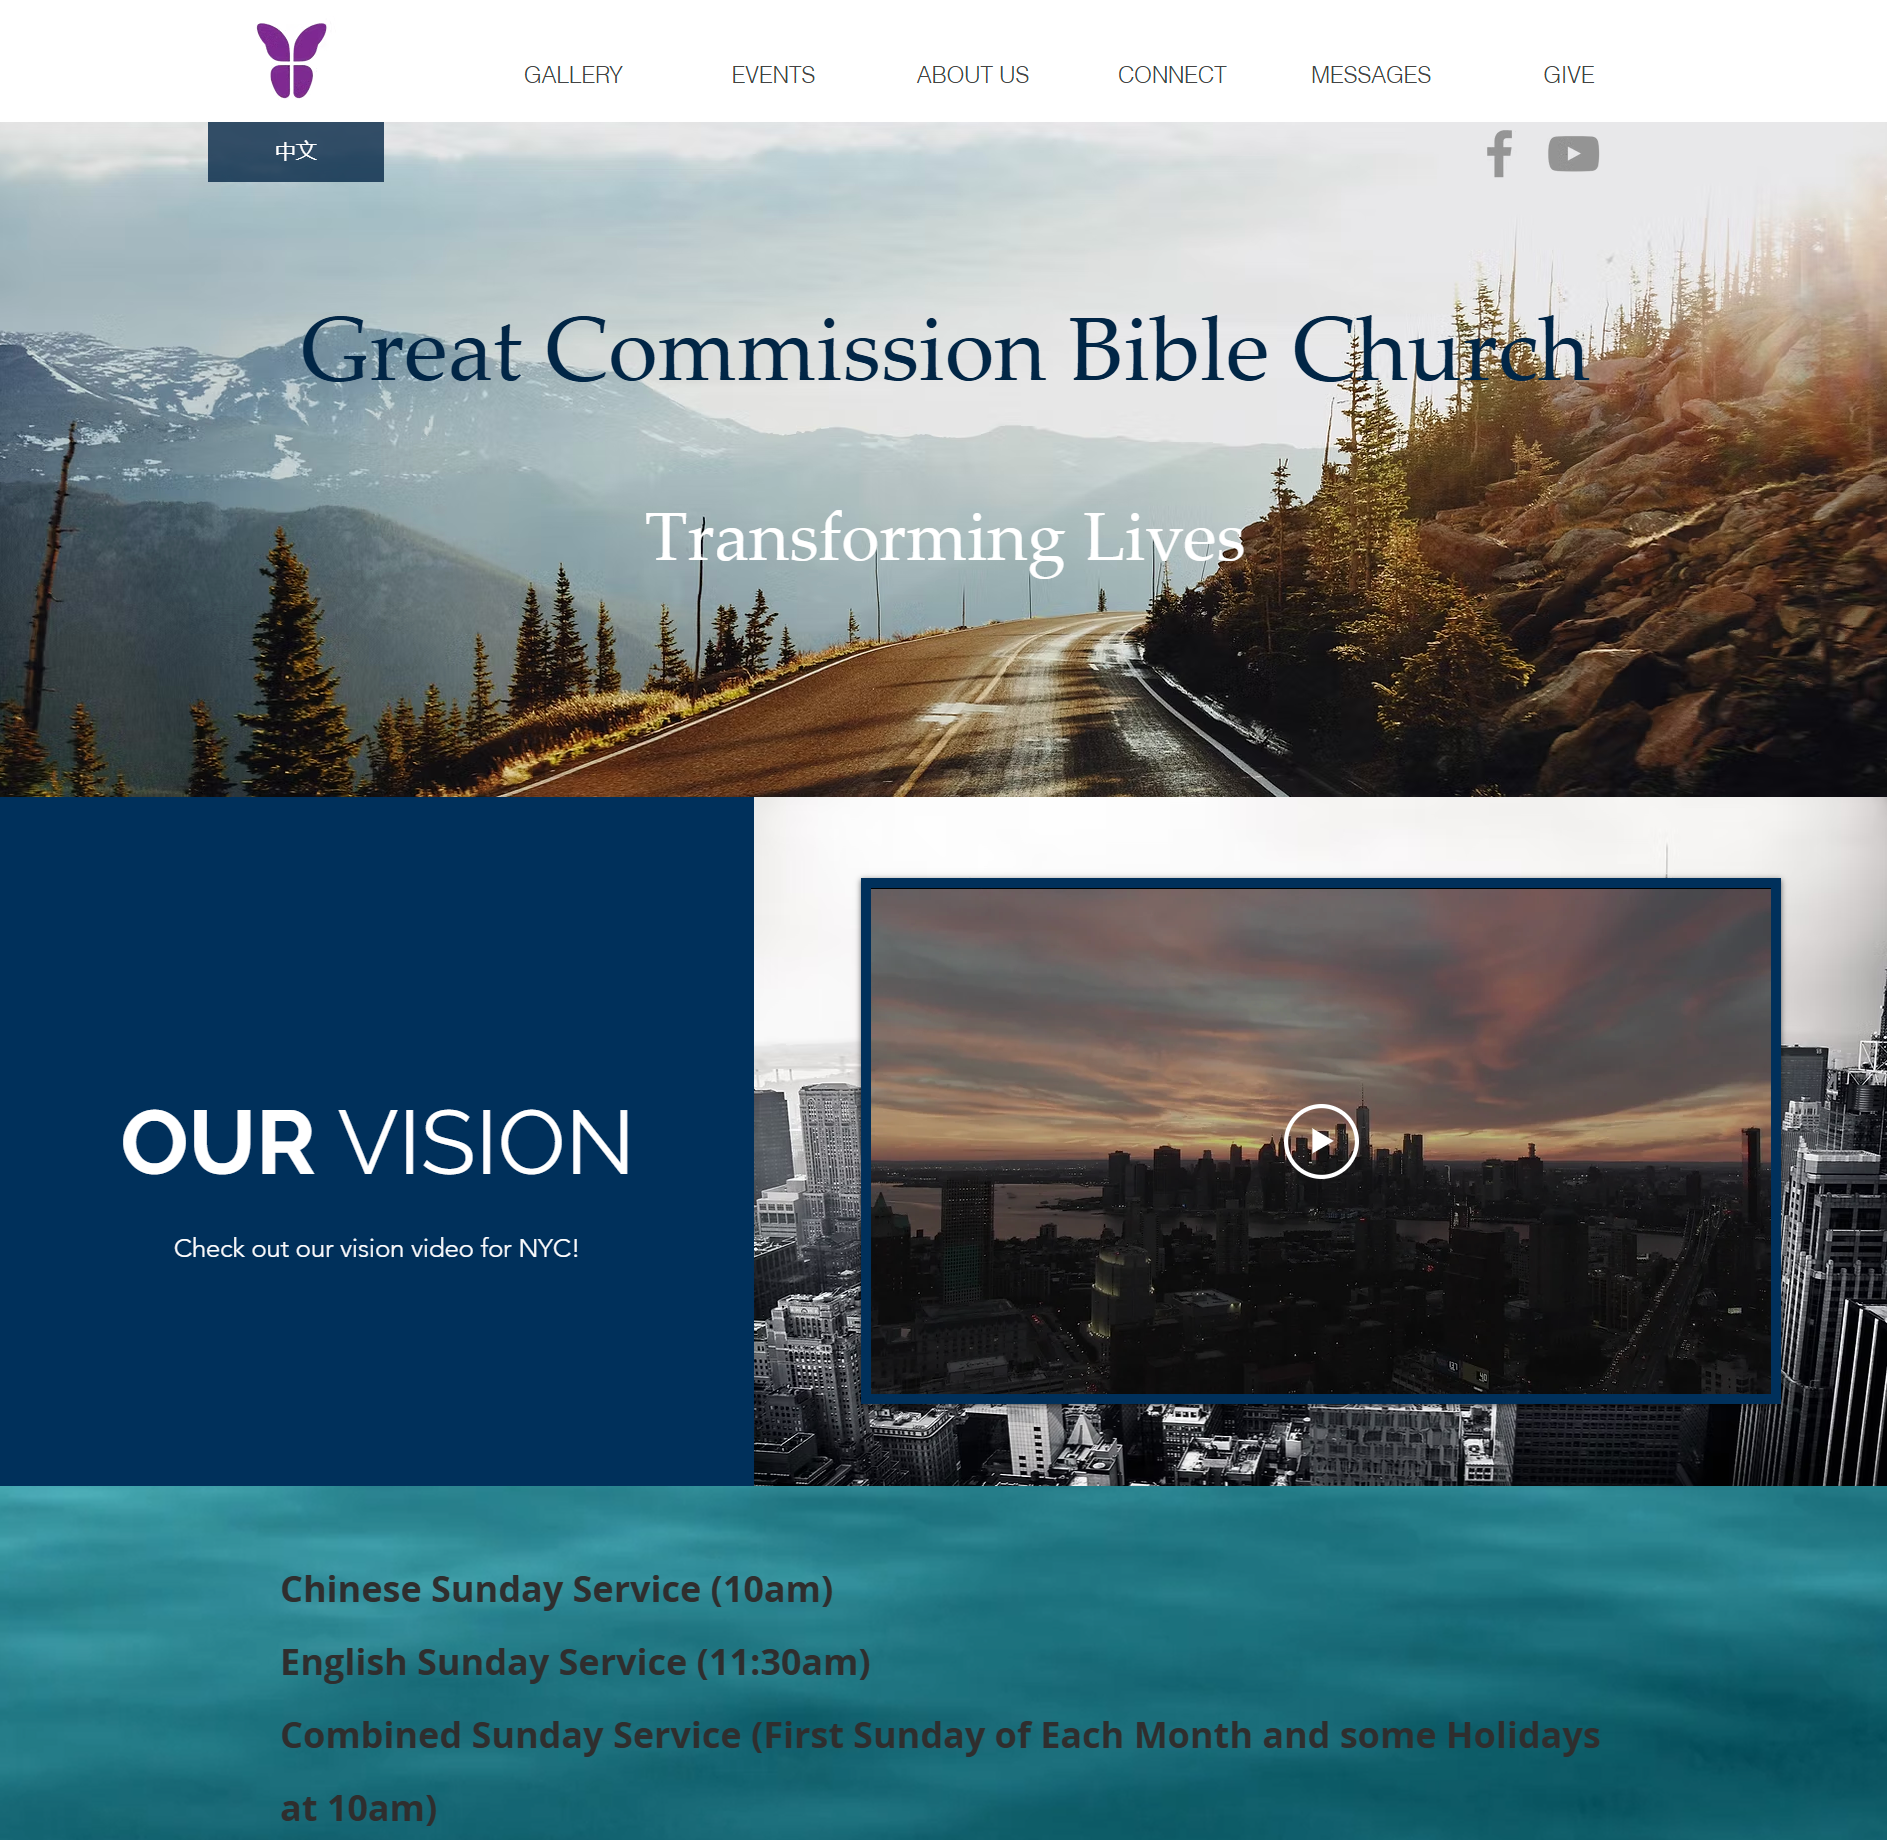 GALLERY EVENTS ABOUT US CONNECT MESSAGES GIVE
中文
Great Commission Bible Church
Transforming Lives
OUR VISION
Check out our vision video for NYC!
Chinese Sunday Service (10am)
English Sunday Service (11:30am)
Combined Sunday Service (First Sunday of Each Month and some Holidays
at 10am)